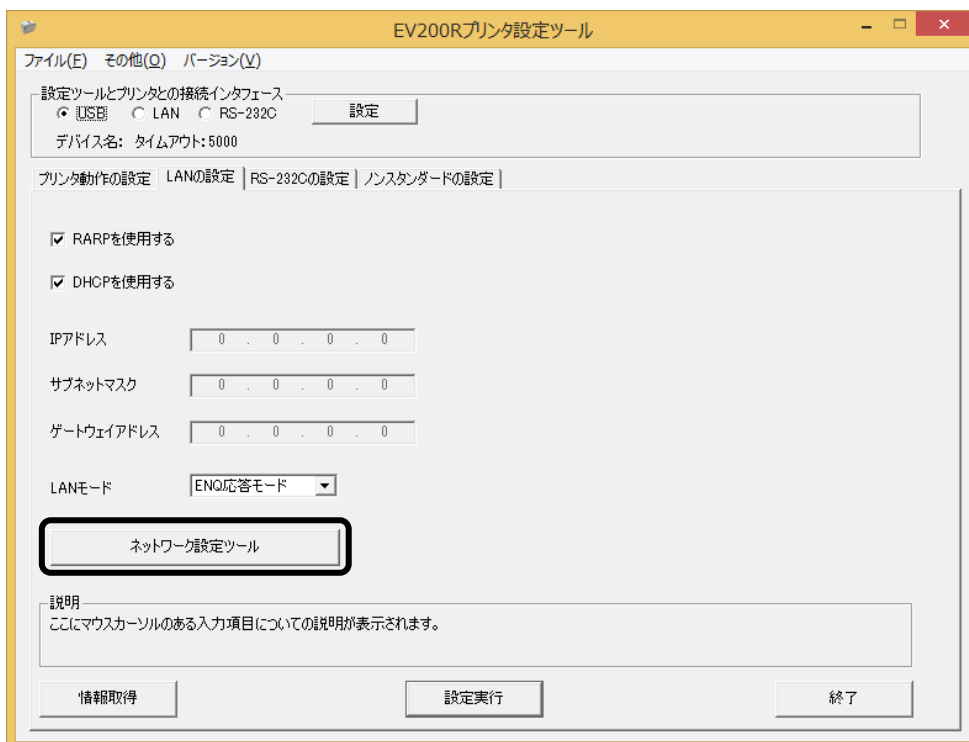 EV200Rプリンタ設定ツール
ファイル(F) その他(O) バージョン(V)
設定ツールとプリンタとの接続インタフェース
USB LAN RS-232C 設定
デバイス名: タイムアウト:5000
プリンタ動作の設定 LANの設定 RS-232Cの設定 ノンスタンダードの設定
RARPを使用する
DHCPを使用する
IPアドレス 0 . 0 . 0 . 0
サブネットマスク 0 . 0 . 0 . 0
ゲートウェイアドレス 0 . 0 . 0 . 0
LANモード ENQ応答モード
ネットワーク設定ツール
説明
ここにマウスカーソルのある入力項目についての説明が表示されます。
情報取得 設定実行 終了